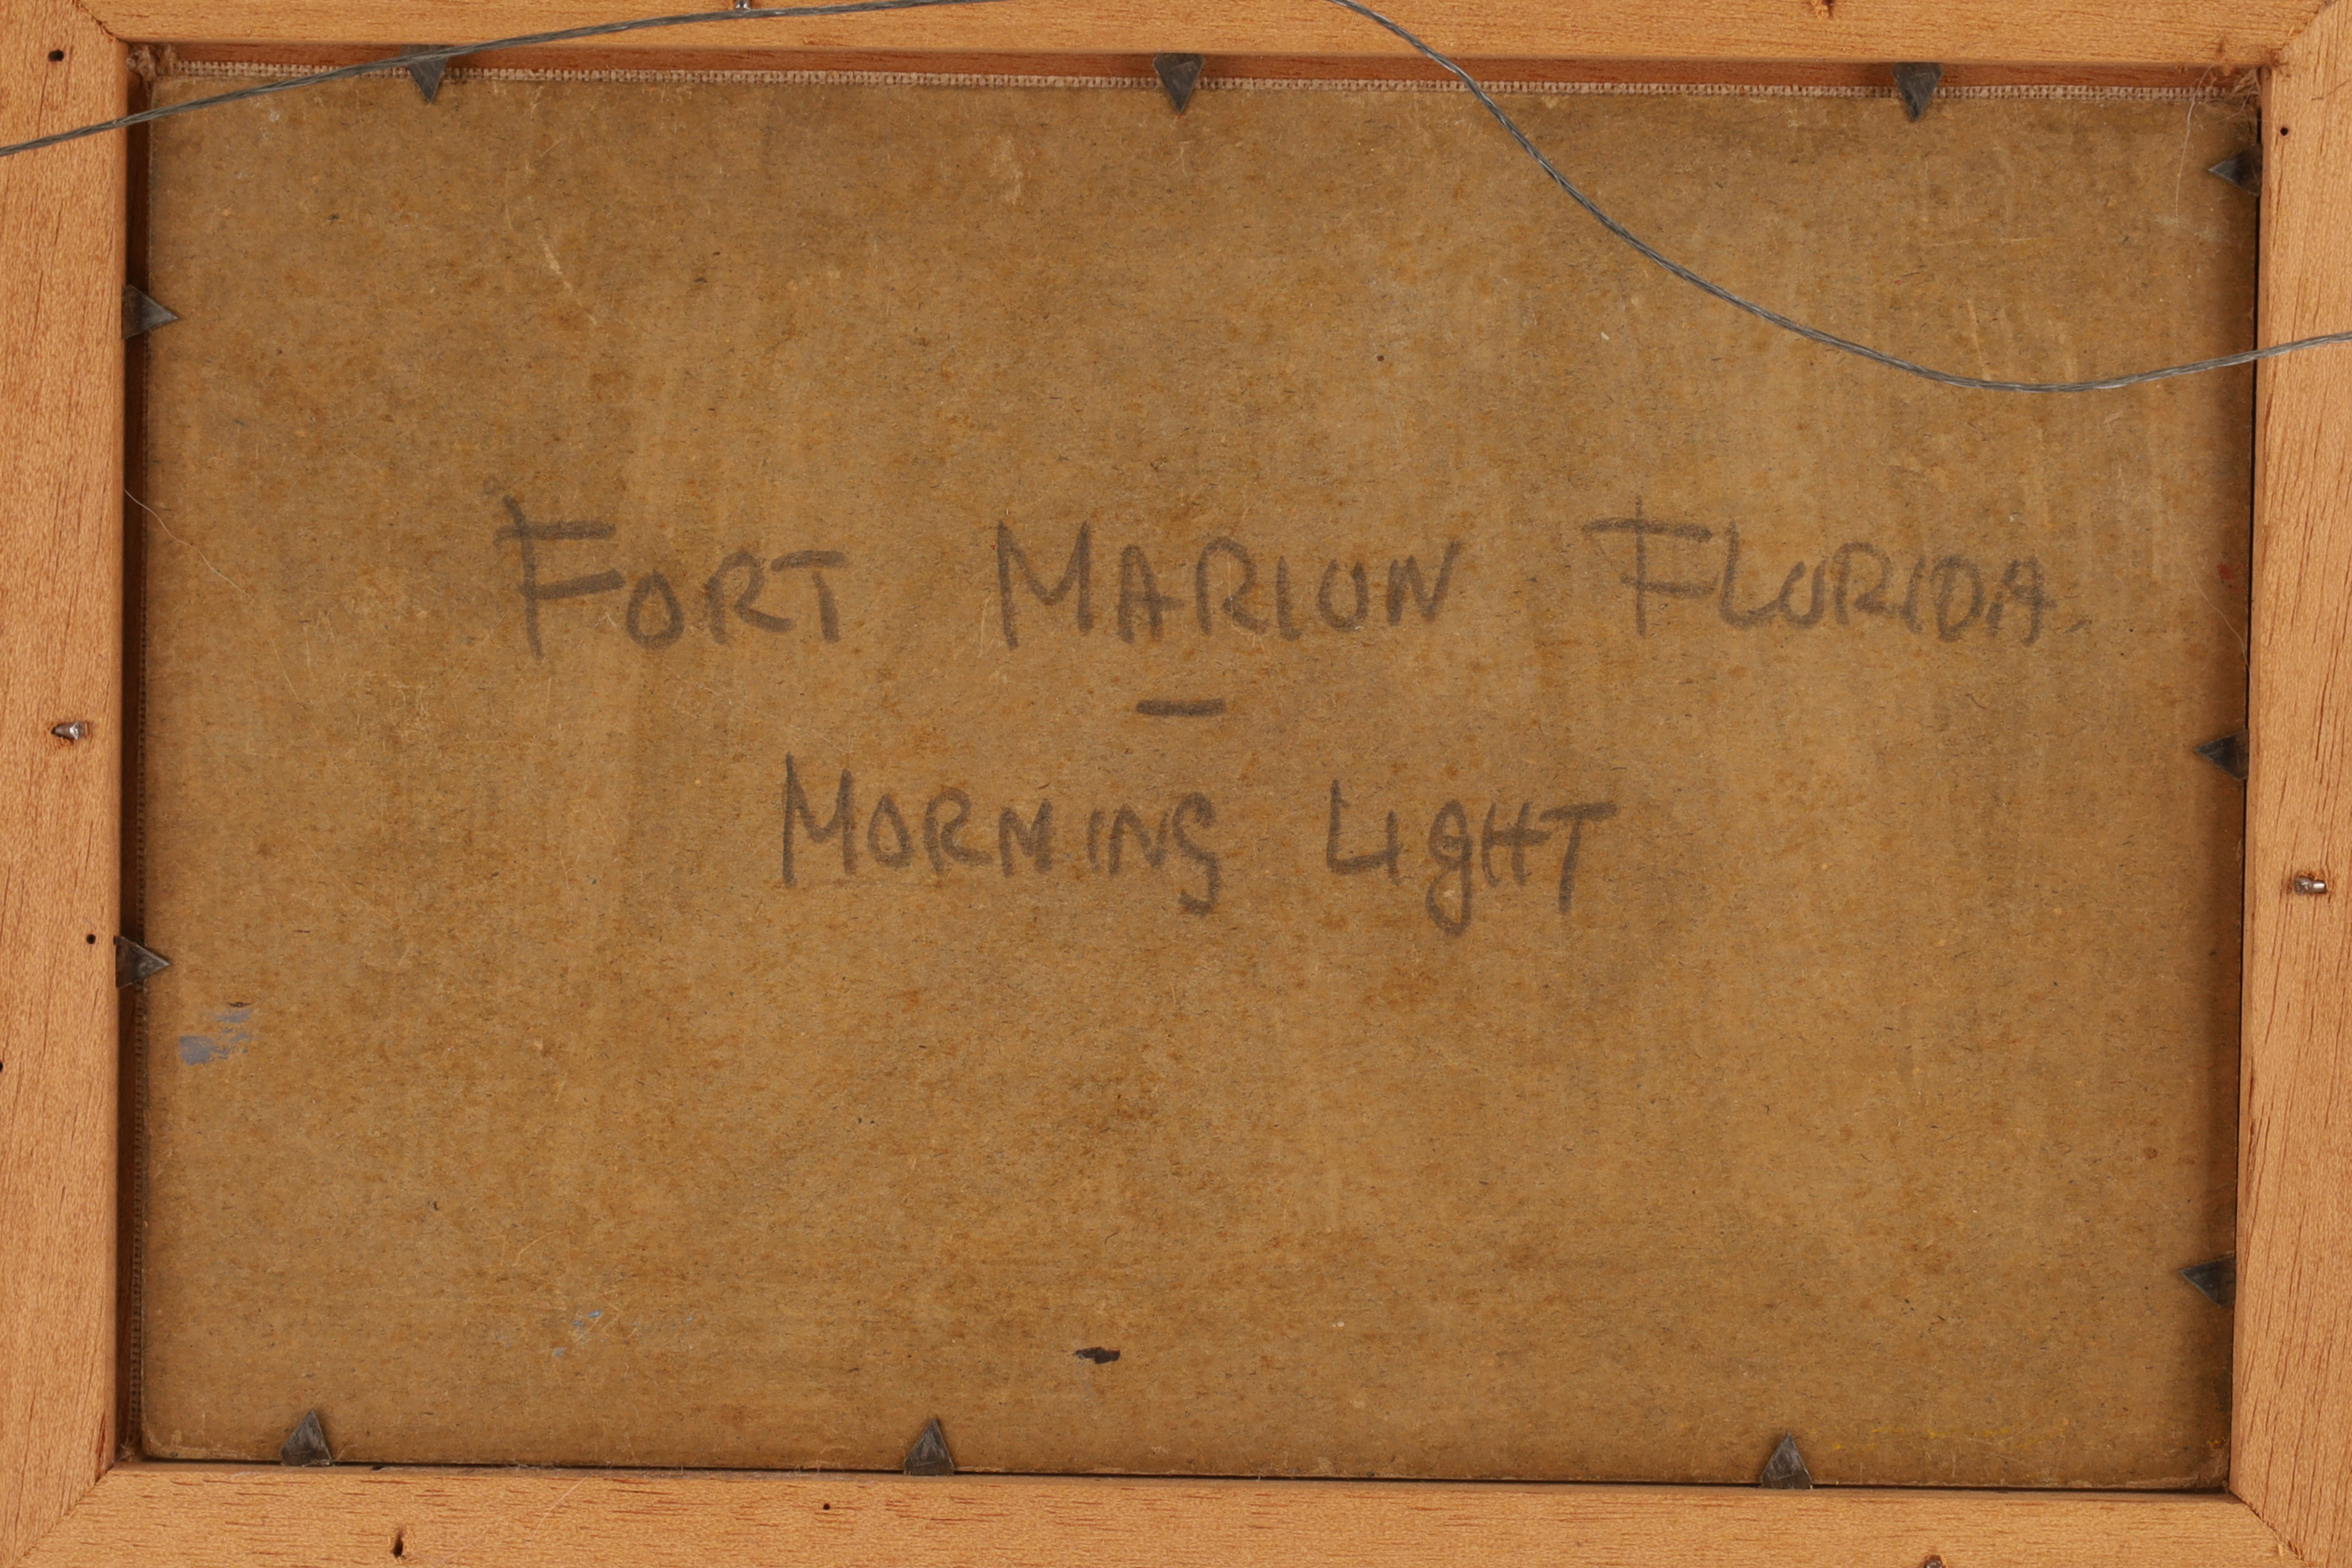 FORT MARION FLORIDA.
—
MORNING LIGHT